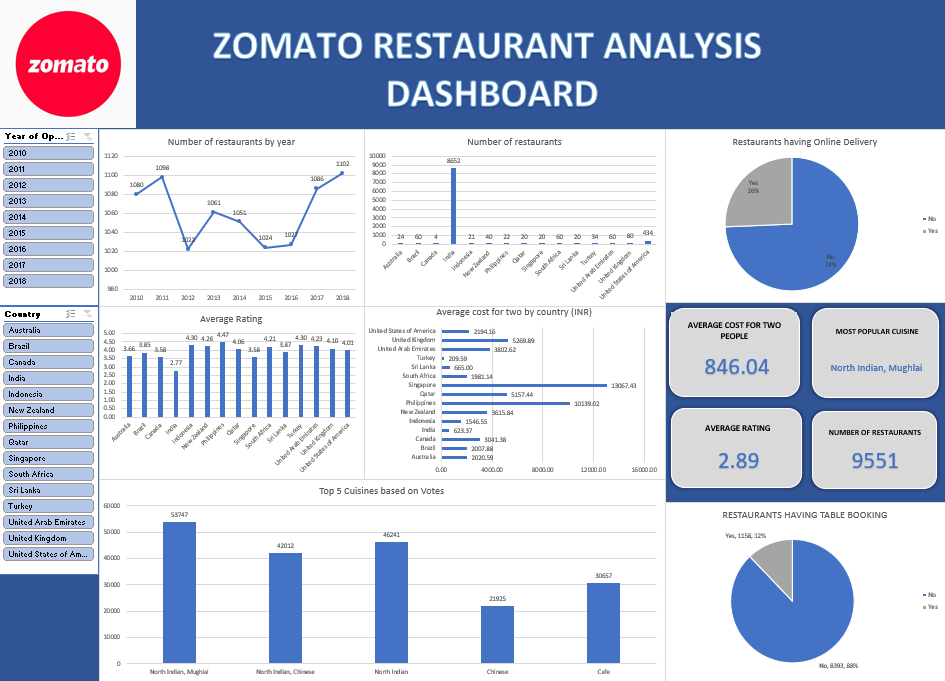 zomato
ZOMATO RESTAURANT ANALYSIS
DASHBOARD
Year of Op...
2010
2011
2012
2013
2014
2015
2016
2017
2018
Country
Australia
Brazil
Canada
India
Indonesia
New Zealand
Philippines
Qatar
Singapore
South Africa
Sri Lanka
Turkey
United Arab Emirates
United Kingdom
United States of Am...
Number of restaurants by year
1120
1100
1080
1060
1040
1020
1000
980
1080
1098
1061
1051
1024
1086
1102
2010 2011 2012 2013 2014 2015 2016 2017 2018
Number of restaurants
10000
9000
8000
7000
6000
5000
4000
3000
2000
1000
0
24 60 4 8652 21 40 22 20 20 60 20 34 60 80 434
Australia
Brazil
Canada
India
Indonesia
New Zealand
Philippines
Qatar
Singapore
South Africa
Sri Lanka
Turkey
United Arab Emirates
United Kingdom
United States of America
Restaurants having Online Delivery
Yes
26%
No
74%
No
Yes
Average Rating
5.00
4.50
4.00
3.50
3.00
2.50
2.00
1.50
1.00
0.50
0.00
3.66 3.85 3.58 2.77 4.30 4.26 4.47 4.06 3.58 4.21 3.87 4.30 4.23 4.10 4.01
Australia
Brazil
Canada
India
Indonesia
New Zealand
Philippines
Qatar
Singapore
South Africa
Sri Lanka
Turkey
United Arab Emirates
United Kingdom
United States of America
Average cost for two by country (INR)
United States of America 2194.16
United Kingdom 5269.89
United Arab Emirates 3802.62
Turkey 209.59
Sri Lanka 665.00
South Africa 1981.14
Singapore 13067.43
Qatar 5157.44
Philippines 10139.02
New Zealand 3615.84
Indonesia 1546.55
India 623.37
Canada 3041.38
Brazil 2007.88
Australia 2020.59
0.00 4000.00 8000.00 12000.00 16000.00
AVERAGE COST FOR TWO
PEOPLE
846.04
MOST POPULAR CUISINE
North Indian, Mughlai
AVERAGE RATING
2.89
NUMBER OF RESTAURANTS
9551
Top 5 Cuisines based on Votes
60000
50000
40000
30000
20000
10000
0
53747
42012
46241
21925
30657
North Indian, Mughlai
North Indian, Chinese
North Indian
Chinese
Cafe
RESTAURANTS HAVING TABLE BOOKING
Yes, 1158, 12%
No, 8393, 88%
No
Yes